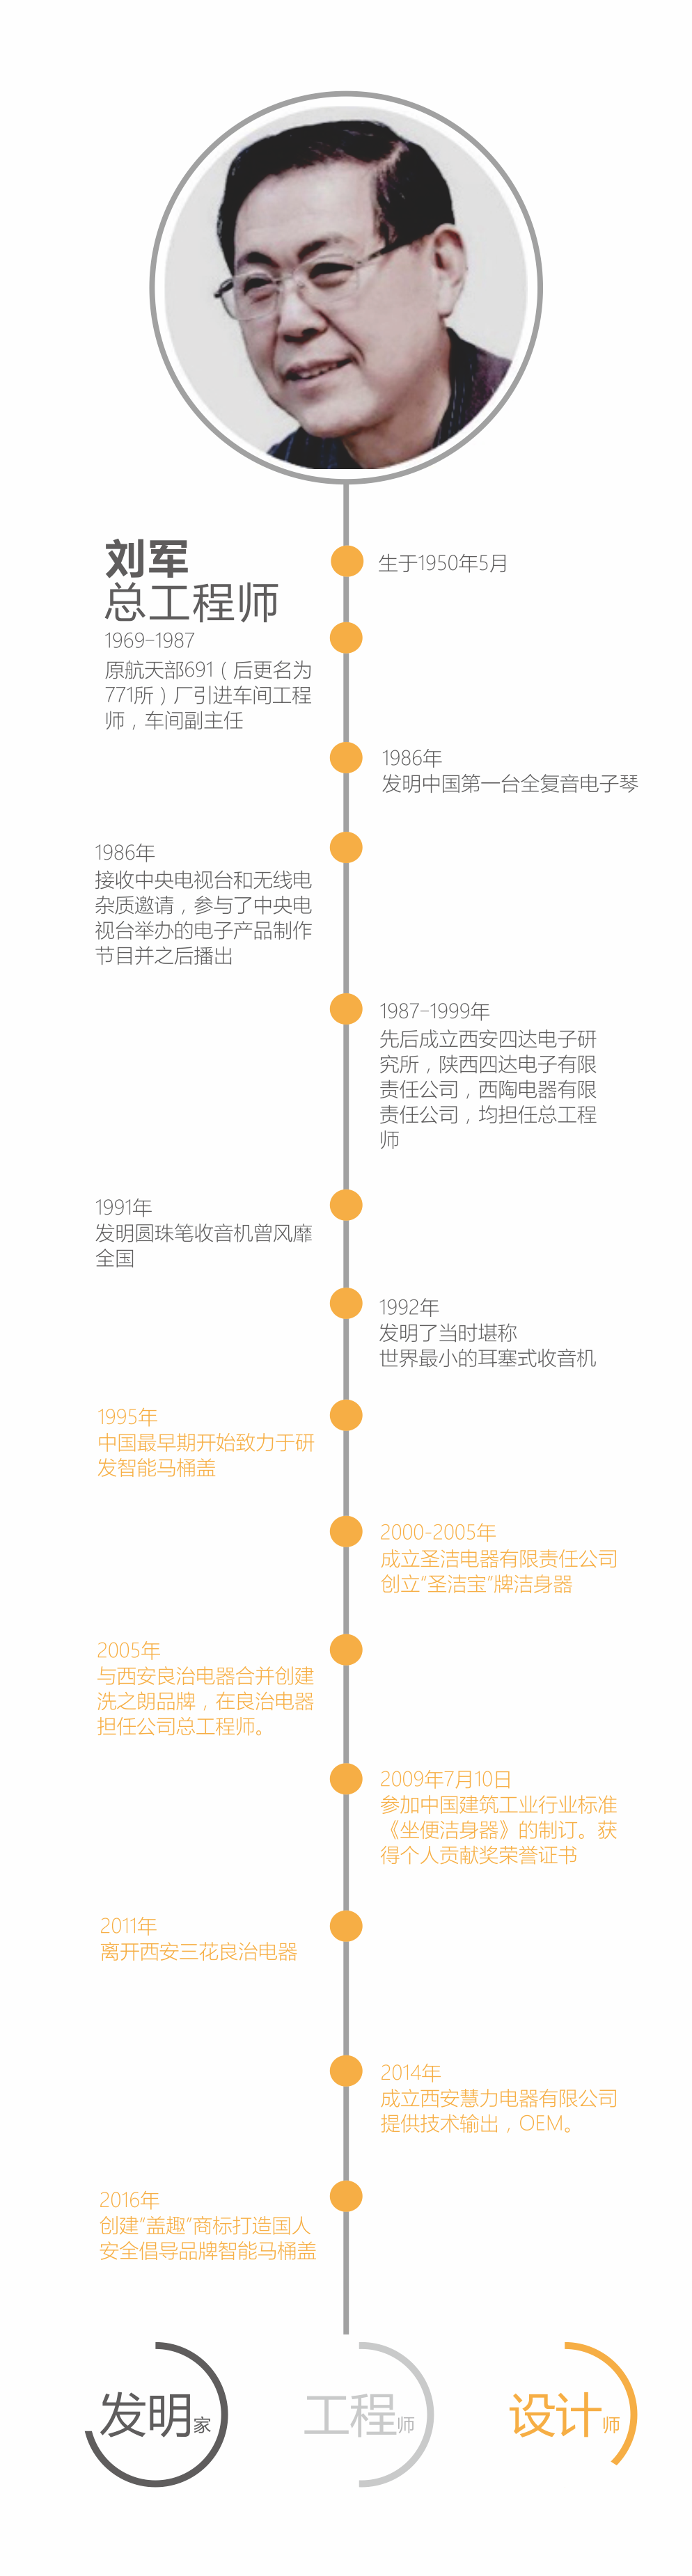 刘军
总工程师
生于1950年5月
1969-1987
原航天部691（后更名为
771所）厂引进车间工程
师，车间副主任
1986年
发明中国第一台全复音电子琴
1986年
接收中央电视台和无线电
杂质邀请，参与了中央电
视台举办的电子产品制作
节目并之后播出
1987-1999年
先后成立西安四达电子研
究所，陕西四达电子有限
责任公司，西陶电器有限
责任公司，均担任总工程
师
1991年
发明圆珠笔收音机曾风靡
全国
1992年
发明了当时堪称
世界最小的耳塞式收音机
1995年
中国最早期开始致力于研
发智能马桶盖
2000-2005年
成立圣洁电器有限责任公司
创立“圣洁宝”牌洁身器
2005年
与西安良治电器合并创建
洗之朗品牌，在良治电器
担任公司总工程师。
2009年7月10日
参加中国建筑工业行业标准
《坐便洁身器》的制订。获
得个人贡献奖荣誉证书
2011年
离开西安三花良治电器
2014年
成立西安慧力电器有限公司
提供技术输出，OEM。
2016年
创建“盖趣”商标打造国人
安全倡导品牌智能马桶盖
发明家 工程师 设计师